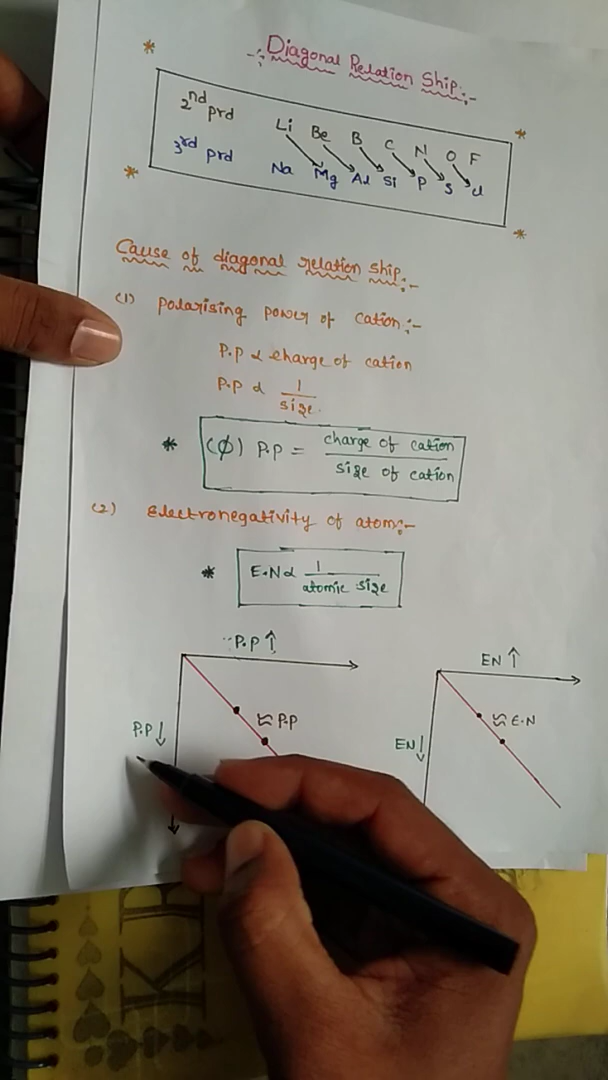 -:Diagonal Relation Ship:-
2nd prd Li Be B C N O F
3rd prd Na Mg Al Si P S Cl
Cause of diagonal relation ship:-
(1) Polarising power of cation:-
P.P α charge of cation
P.P α 1/size.
* (φ) P.P = charge of cation/size of cation
(2) Electronegativity of atom:-
* E.N α 1/atomic size
P.P ↑
EN ↑
P.P ↓
≈ P.P
EN ↓
≈ E.N